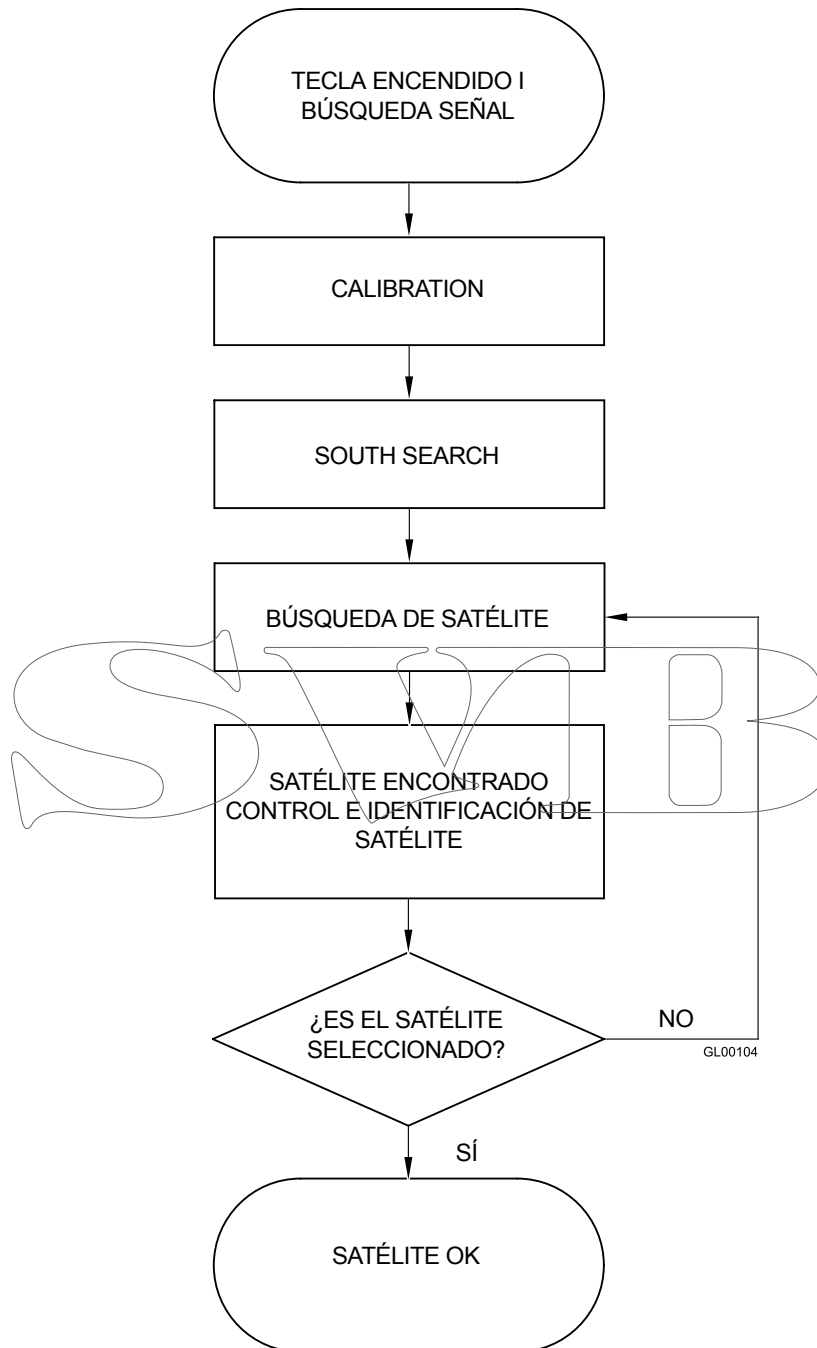 TECLA ENCENDIDO I
BÚSQUEDA SEÑAL
CALIBRATION
SOUTH SEARCH
BÚSQUEDA DE SATÉLITE
SVB
SATÉLITE ENCONTRADO
CONTROL E IDENTIFICACIÓN DE
SATÉLITE
¿ES EL SATÉLITE
SELECCIONADO?
NO
GL00104
SÍ
SATÉLITE OK